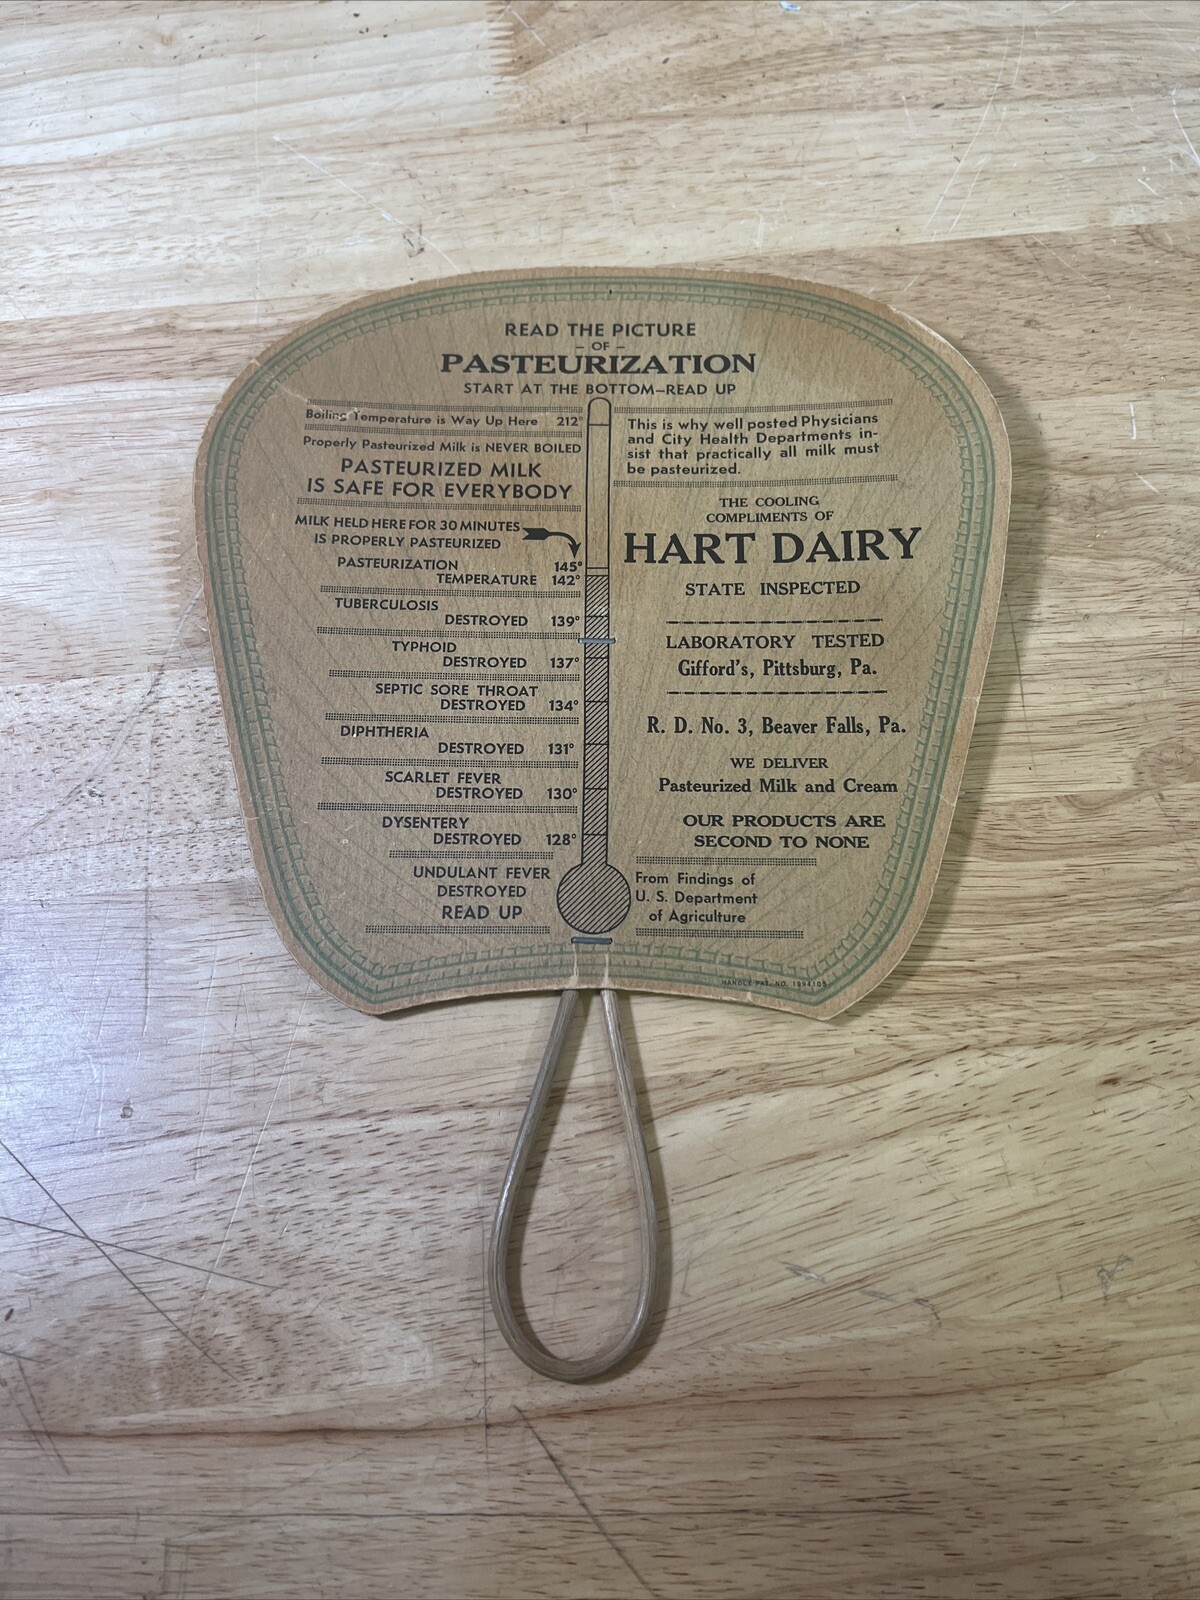 READ THE PICTURE
– OF –
PASTEURIZATION
START AT THE BOTTOM—READ UP
Boiling Temperature is Way Up Here 212°
Properly Pasteurized Milk is NEVER BOILED
PASTEURIZED MILK
IS SAFE FOR EVERYBODY
MILK HELD HERE FOR 30 MINUTES
IS PROPERLY PASTEURIZED
PASTEURIZATION 145°
TEMPERATURE 142°
TUBERCULOSIS
DESTROYED 139°
TYPHOID
DESTROYED 137°
SEPTIC SORE THROAT
DESTROYED 134°
DIPHTHERIA
DESTROYED 131°
SCARLET FEVER
DESTROYED 130°
DYSENTERY
DESTROYED 128°
UNDULANT FEVER
DESTROYED
READ UP
This is why well posted Physicians
and City Health Departments in-
sist that practically all milk must
be pasteurized.
THE COOLING
COMPLIMENTS OF
HART DAIRY
STATE INSPECTED
LABORATORY TESTED
Gifford's, Pittsburg, Pa.
R. D. No. 3, Beaver Falls, Pa.
WE DELIVER
Pasteurized Milk and Cream
OUR PRODUCTS ARE
SECOND TO NONE
From Findings of
U. S. Department
of Agriculture
HANDLE PAT. NO. 1994105